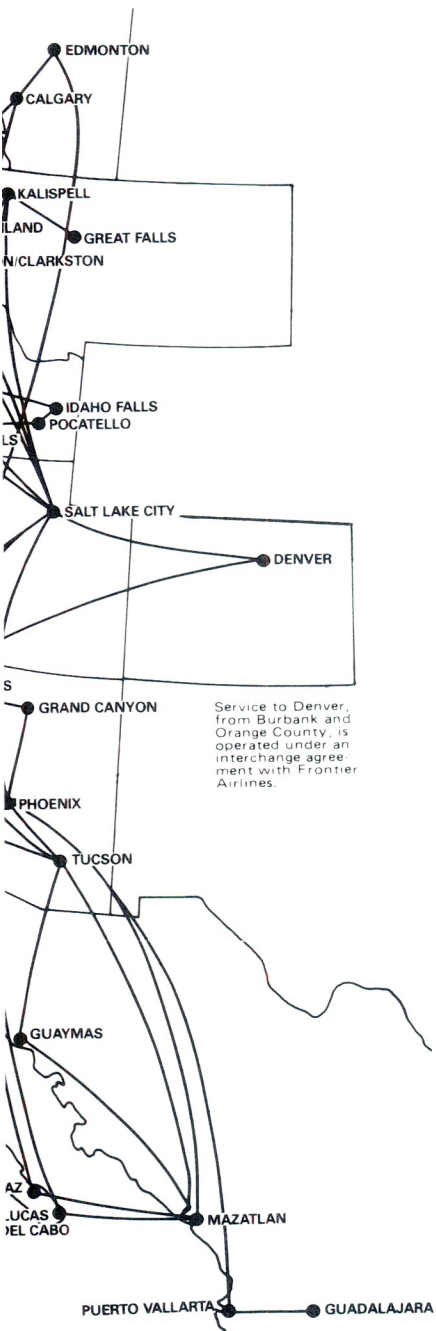 EDMONTON
CALGARY
KALISPELL
LAND
GREAT FALLS
N/CLARKSTON
IDAHO FALLS
POCATELLO
LS
SALT LAKE CITY
DENVER
S
GRAND CANYON
Service to Denver,
from Burbank and
Orange County, is
operated under an
interchange agree-
ment with Frontier
Airlines.
PHOENIX
TUCSON
GUAYMAS
AZ
LUCAS
DEL CABO
MAZATLAN
PUERTO VALLARTA
GUADALAJARA